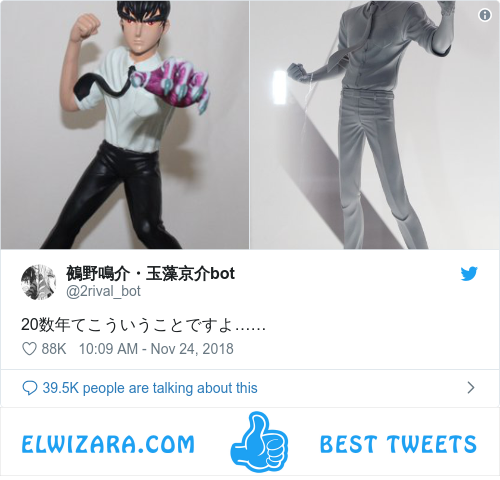 鵺野鳴介・玉藻京介bot
@2rival_bot
20数年てこういうことですよ……
88K 10:09 AM - Nov 24, 2018
39.5K people are talking about this
ELWIZARA.COM BEST TWEETS